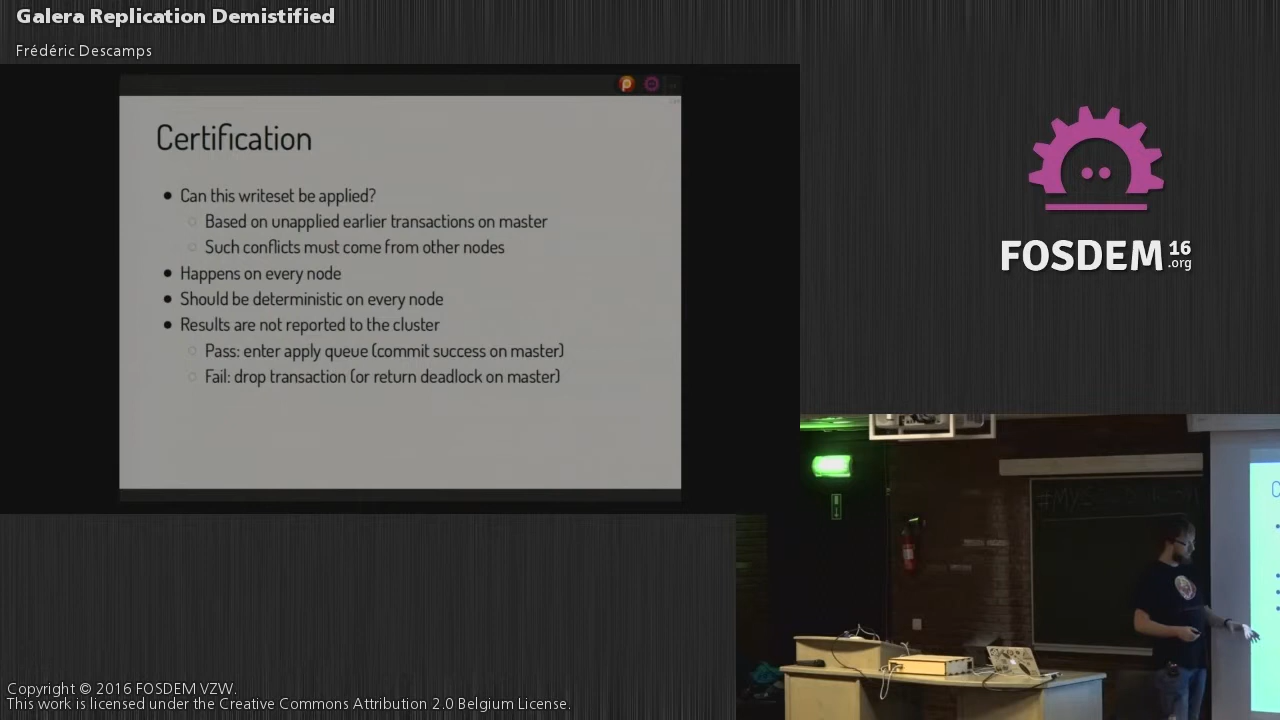 Galera Replication Demistified
Frédéric Descamps
Certification
Can this writeset be applied?
Based on unapplied earlier transactions on master
Such conflicts must come from other nodes
Happens on every node
Should be deterministic on every node
Results are not reported to the cluster
Pass: enter apply queue (commit success on master)
Fail: drop transaction (or return deadlock on master)
FOSDEM 16
.org
Copyright © 2016 FOSDEM VZW.
This work is licensed under the Creative Commons Attribution 2.0 Belgium License.